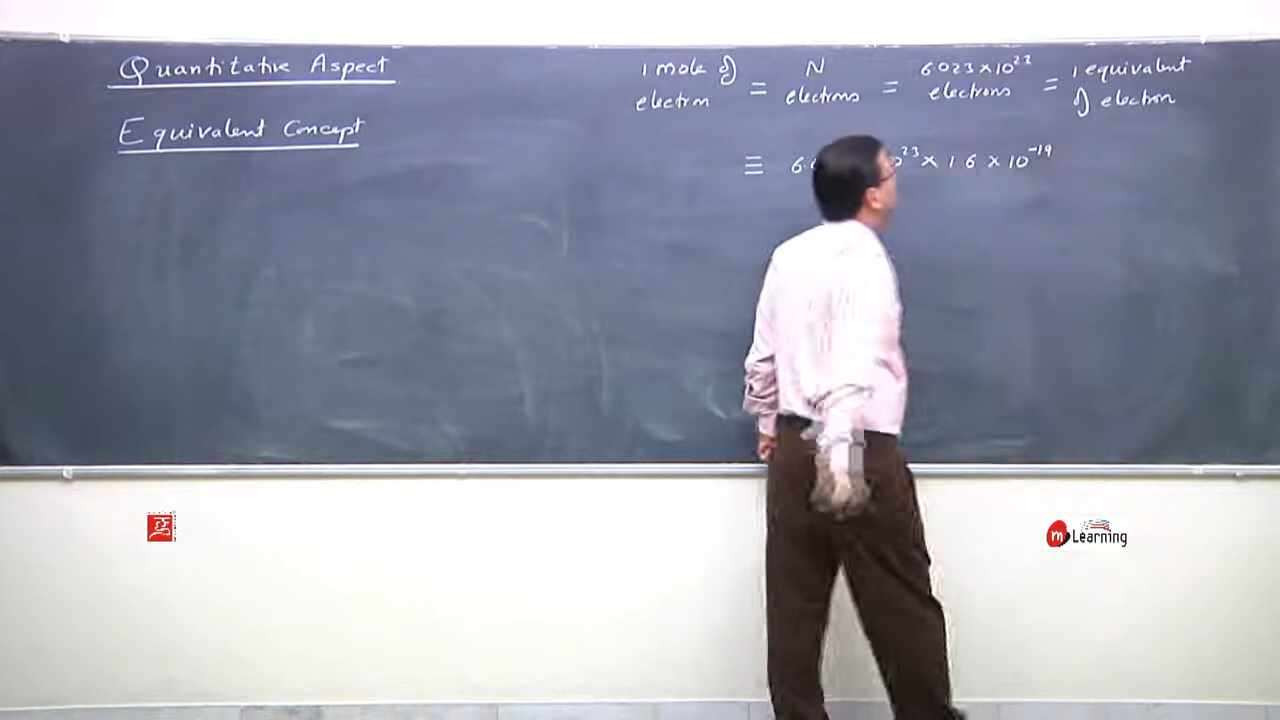 Quantitative Aspect
Equivalent Concept
1 mole of electron = N electrons = 6.023 × 10²³ electrons = 1 equivalent of electron
≡ 6 ²³ × 1.6 × 10⁻¹⁹
m Learning